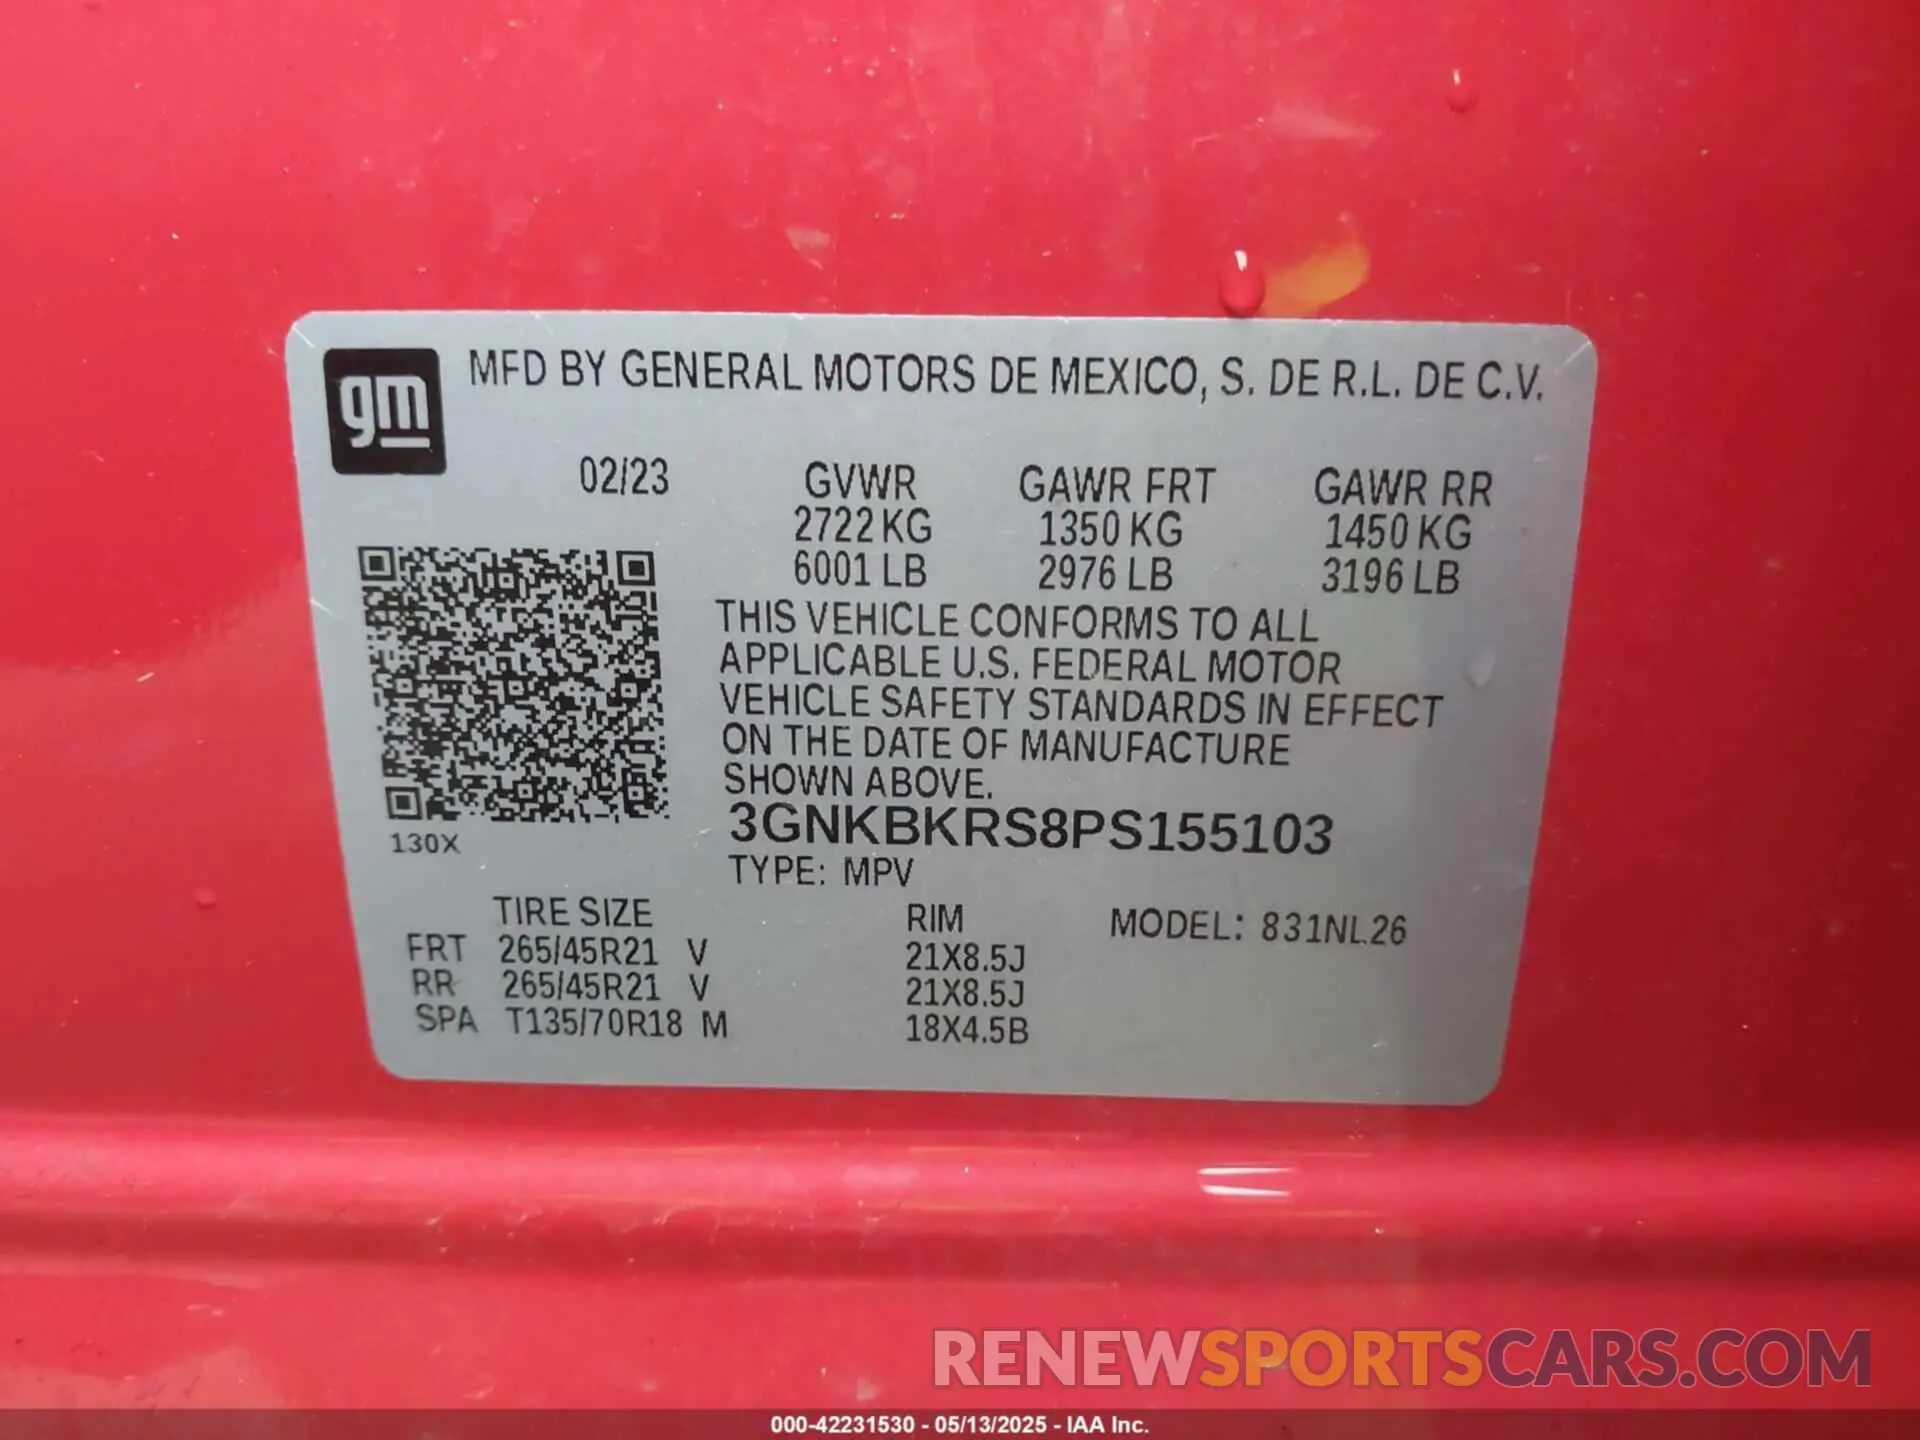 gm
MFD BY GENERAL MOTORS DE MEXICO, S. DE R.L. DE C.V.
02/23 GVWR GAWR FRT GAWR RR
2722 KG 1350 KG 1450 KG
6001 LB 2976 LB 3196 LB
THIS VEHICLE CONFORMS TO ALL
APPLICABLE U.S. FEDERAL MOTOR
VEHICLE SAFETY STANDARDS IN EFFECT
ON THE DATE OF MANUFACTURE
SHOWN ABOVE.
3GNKBKRS8PS155103
130X
TYPE: MPV
TIRE SIZE RIM MODEL: 831NL26
FRT 265/45R21 V 21X8.5J
RR 265/45R21 V 21X8.5J
SPA T135/70R18 M 18X4.5B
RENEWSPORTSCARS.COM
000-42231530 - 05/13/2025 - IAA Inc.